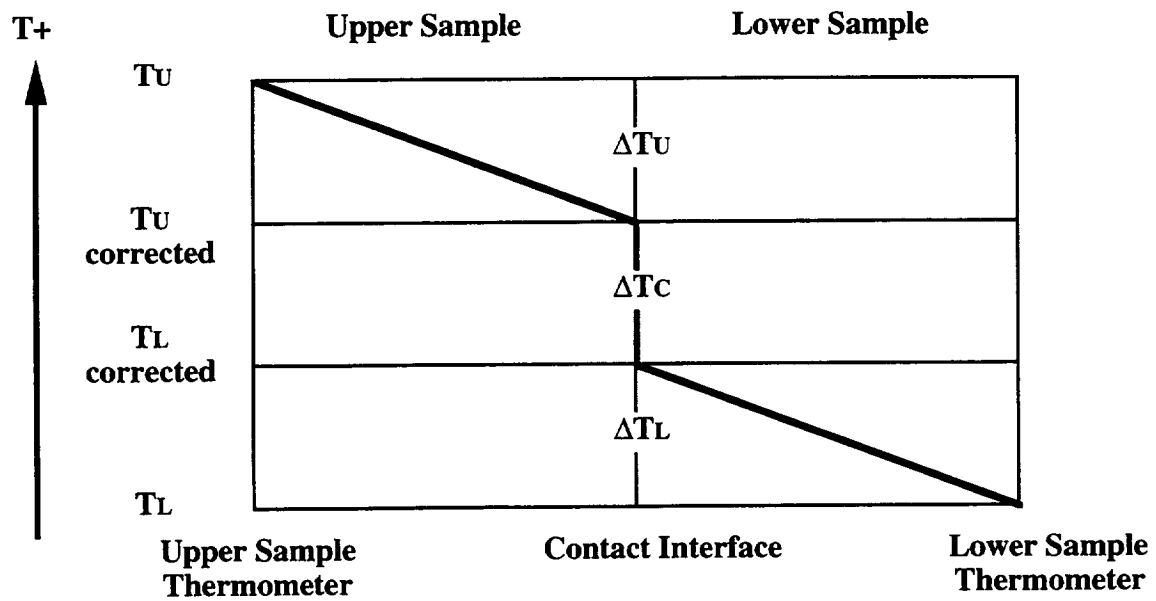 T+
Upper Sample
Lower Sample
TU
ΔTU
TU
corrected
ΔTC
TL
corrected
ΔTL
TL
Upper Sample
Thermometer
Contact Interface
Lower Sample
Thermometer